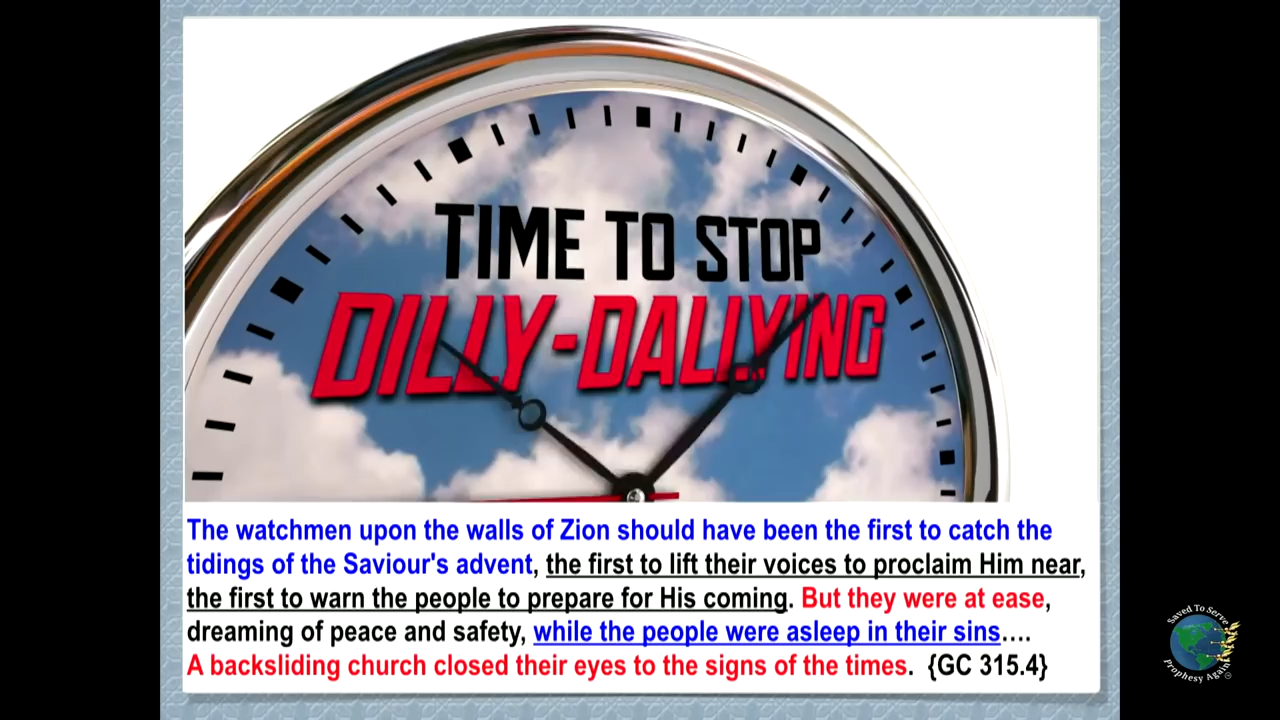 TIME TO STOP
DILLY-DALLYING
The watchmen upon the walls of Zion should have been the first to catch the
tidings of the Saviour's advent, the first to lift their voices to proclaim Him near,
the first to warn the people to prepare for His coming. But they were at ease,
dreaming of peace and safety, while the people were asleep in their sins....
A backsliding church closed their eyes to the signs of the times. {GC 315.4}
Saved To Serve
Prophesy Again